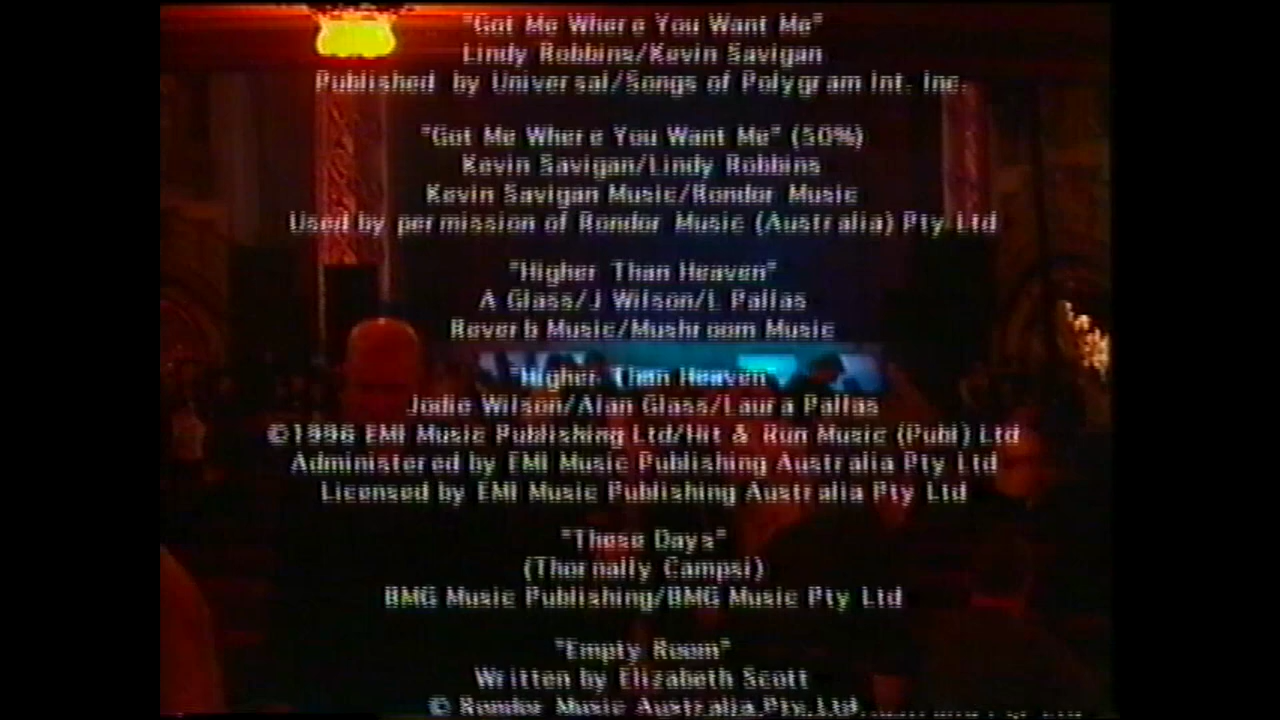 "Got Me Where You Want Me"
Lindy Robbins/Kevin Savigan
Published by Universal/Songs of Polygram Int. Inc.
"Got Me Where You Want Me" (50%)
Kevin Savigan/Lindy Robbins
Kevin Savigan Music/Rondor Music
Used by permission of Rondor Music (Australia) Pty Ltd
"Higher Than Heaven"
A Glass/J Wilson/L Pallas
Reverb Music/Mushroom Music
"Higher Than Heaven"
Jodie Wilson/Alan Glass/Laura Pallas
©1996 EMI Music Publishing Ltd/Hit & Run Music (Publ) Ltd
Administered by EMI Music Publishing Australia Pty Ltd
Licensed by EMI Music Publishing Australia Pty Ltd
"These Days"
(Thornally Campsi)
BMG Music Publishing/BMG Music Pty Ltd
"Empty Room"
Written by Elisabeth Scott
© Rondor Music Australia Pty Ltd